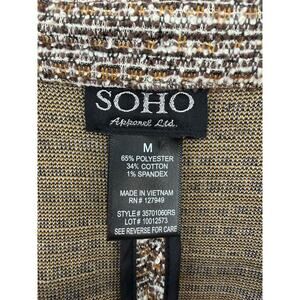 SOHO
Apparel Ltd.
M
65% POLYESTER
34% COTTON
1% SPANDEX
MADE IN VIETNAM
RN# 127949
STYLE# 35701060RS
LOT# 10012573
SEE REVERSE FOR CARE